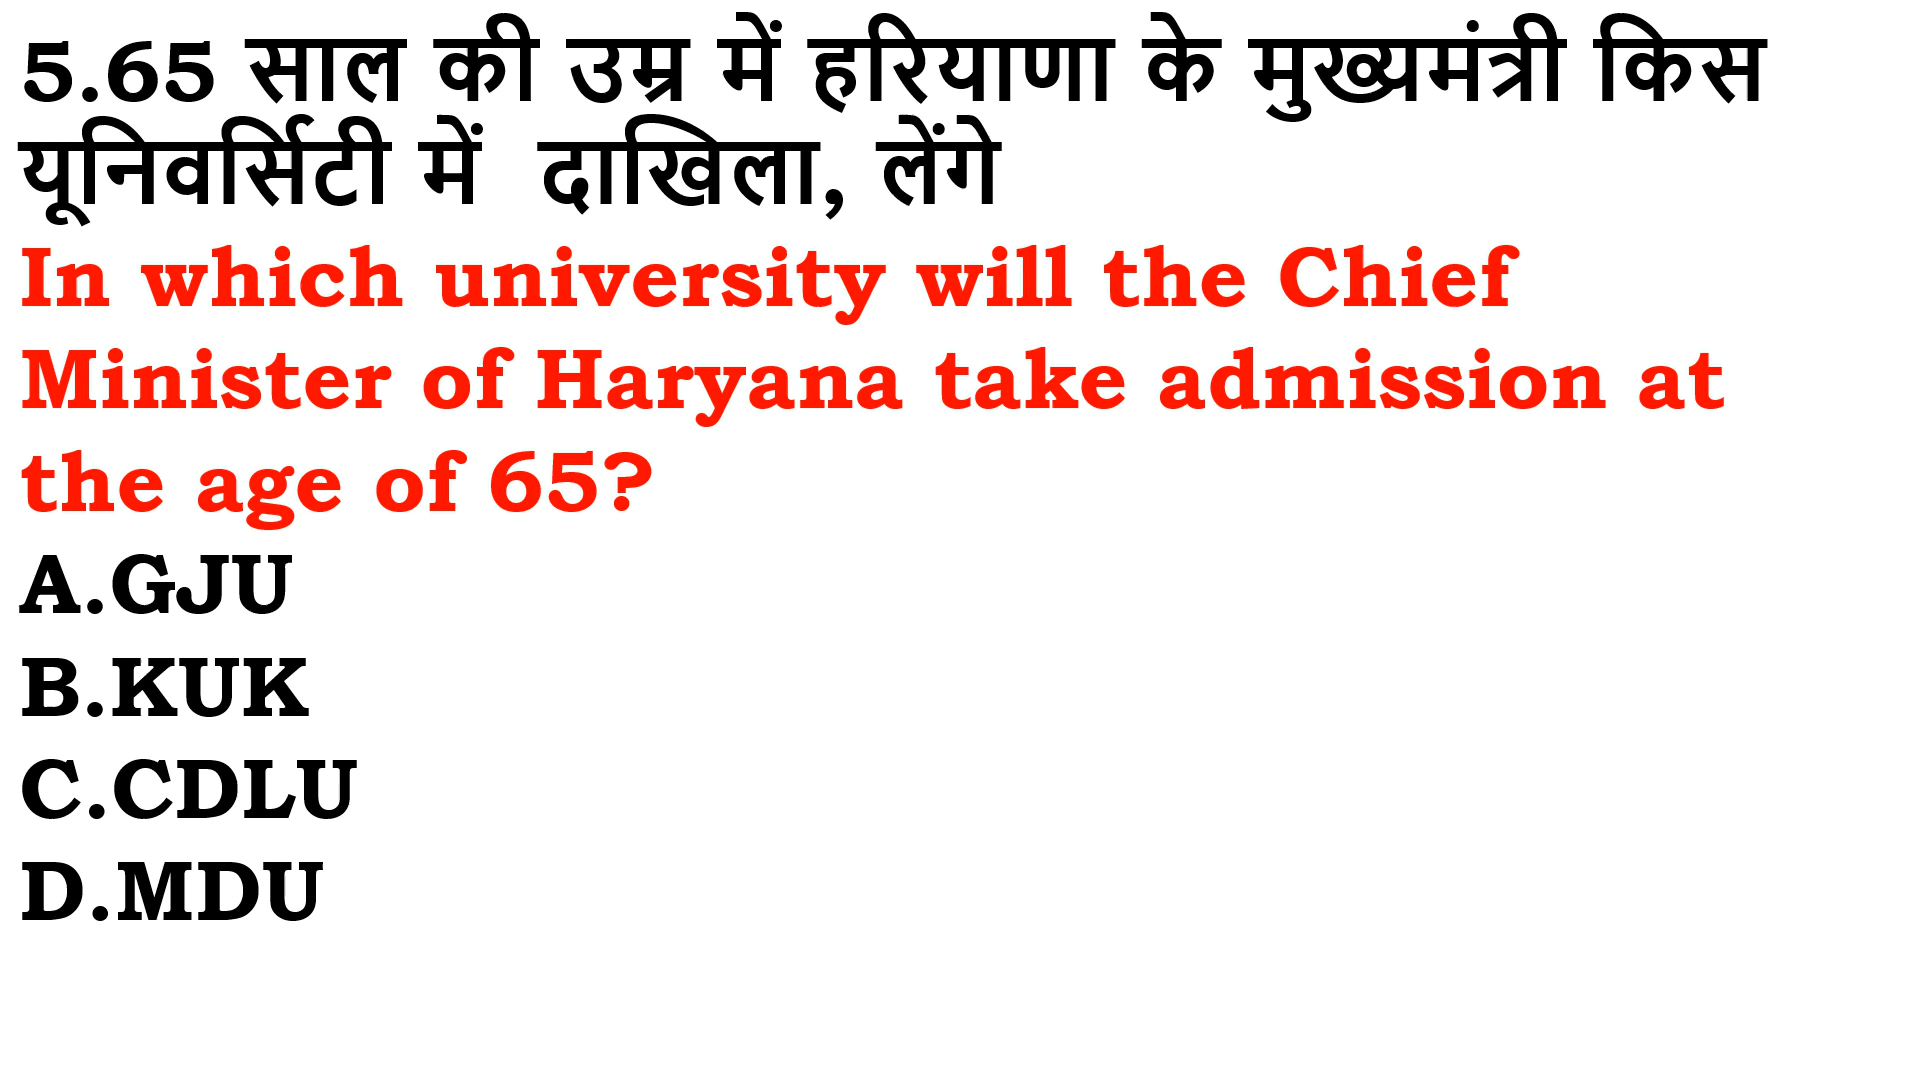 5.65 साल की उम्र में हरियाणा के मुख्यमंत्री किस
यूनिवर्सिटी में दाखिला, लेंगे
In which university will the Chief
Minister of Haryana take admission at
the age of 65?
A.GJU
B.KUK
C.CDLU
D.MDU